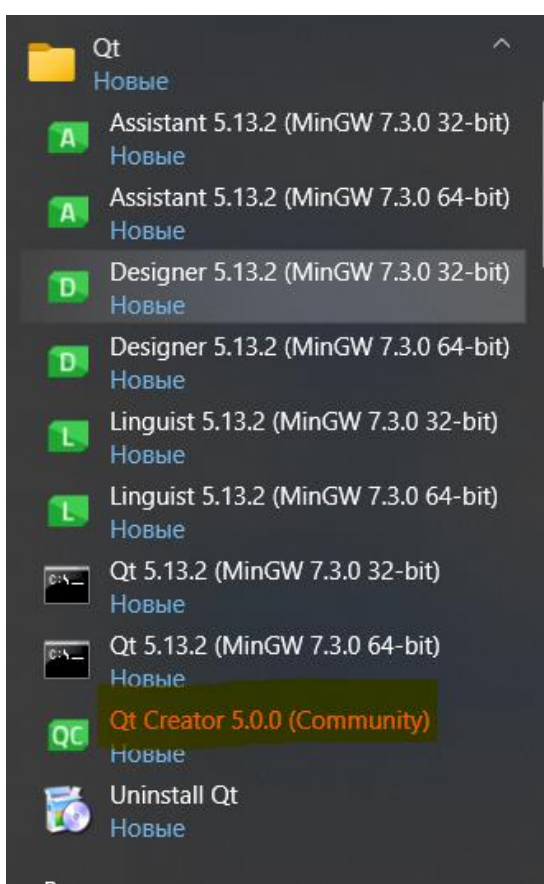 Qt
Новые
A
Assistant 5.13.2 (MinGW 7.3.0 32-bit)
Новые
A
Assistant 5.13.2 (MinGW 7.3.0 64-bit)
Новые
D
Designer 5.13.2 (MinGW 7.3.0 32-bit)
Новые
D
Designer 5.13.2 (MinGW 7.3.0 64-bit)
Новые
L
Linguist 5.13.2 (MinGW 7.3.0 32-bit)
Новые
L
Linguist 5.13.2 (MinGW 7.3.0 64-bit)
Новые
C:\
Qt 5.13.2 (MinGW 7.3.0 32-bit)
Новые
C:\
Qt 5.13.2 (MinGW 7.3.0 64-bit)
Новые
QC
Qt Creator 5.0.0 (Community)
Новые
Uninstall Qt
Новые